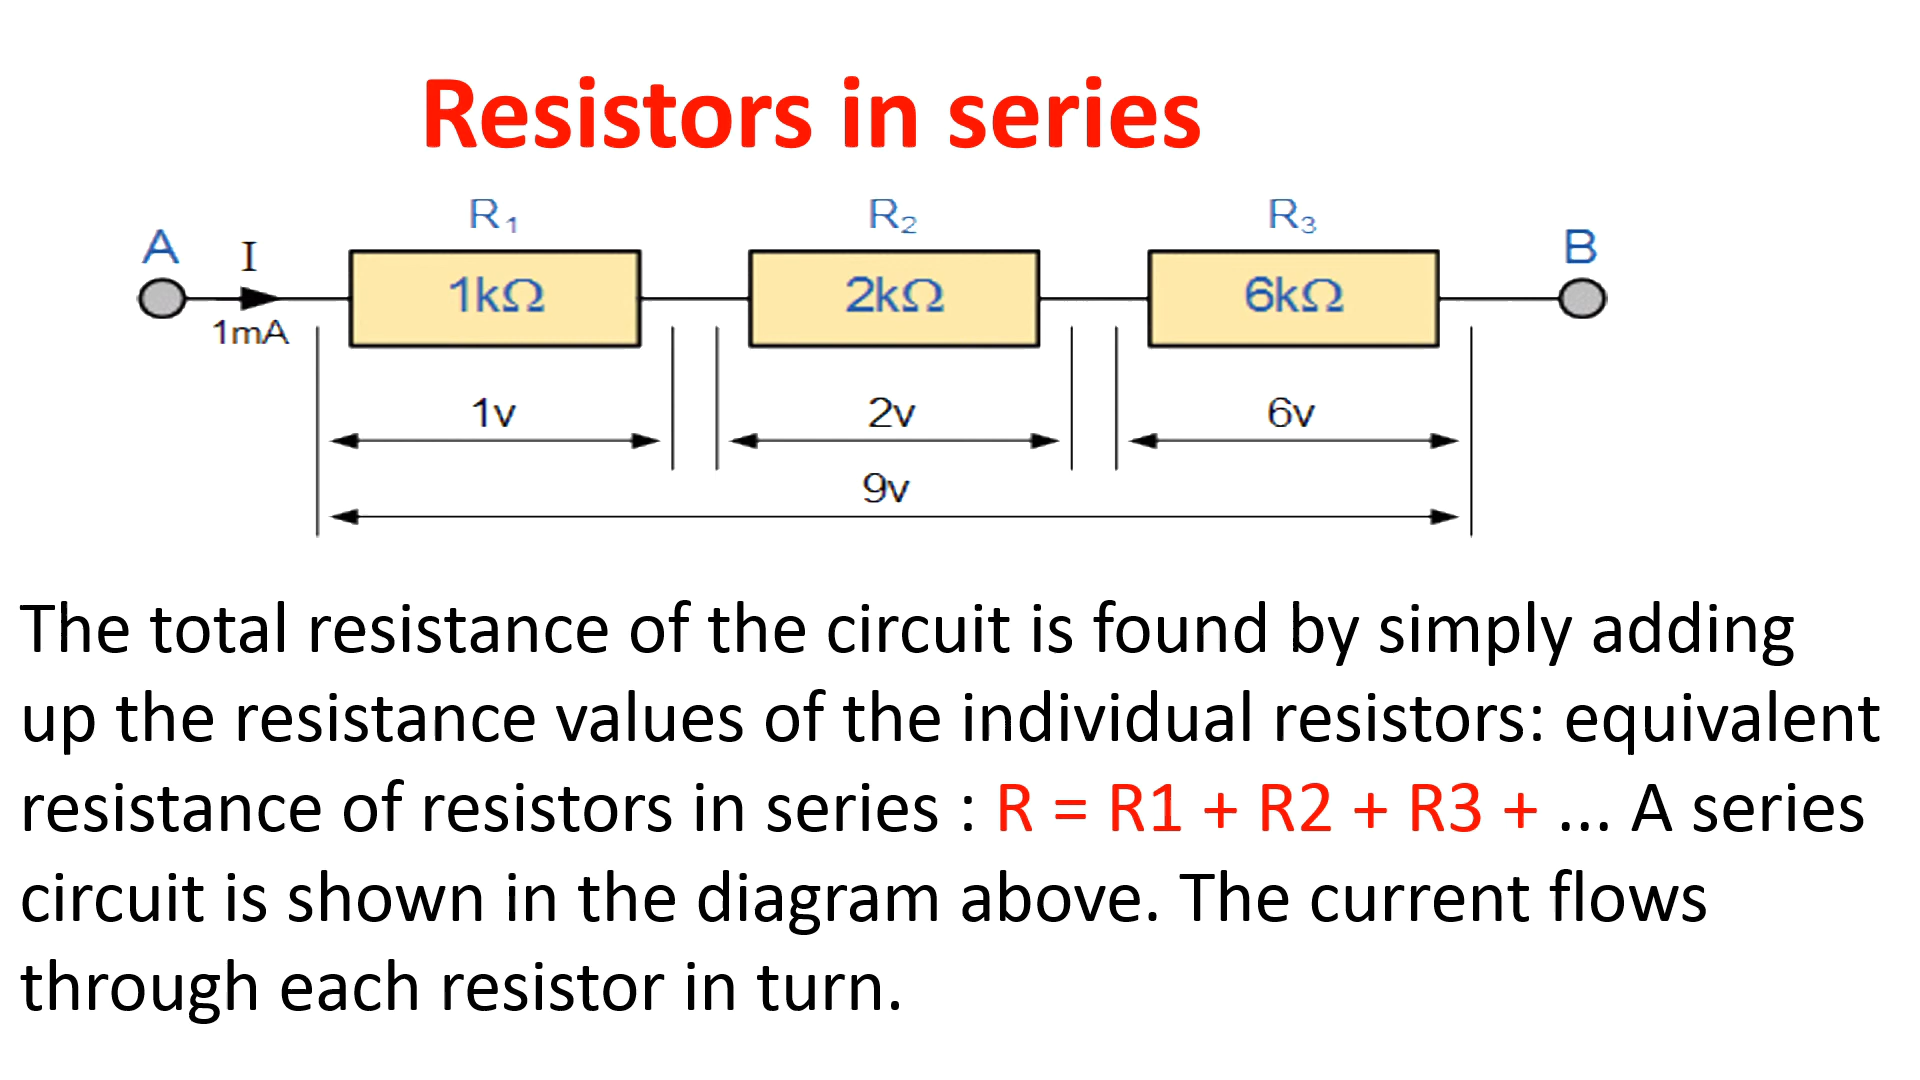 Resistors in series
R₁ R₂ R₃
A I B
1kΩ 2kΩ 6kΩ
1mA
1v 2v 6v
9v
The total resistance of the circuit is found by simply adding
up the resistance values of the individual resistors: equivalent
resistance of resistors in series : R = R1 + R2 + R3 + ... A series
circuit is shown in the diagram above. The current flows
through each resistor in turn.